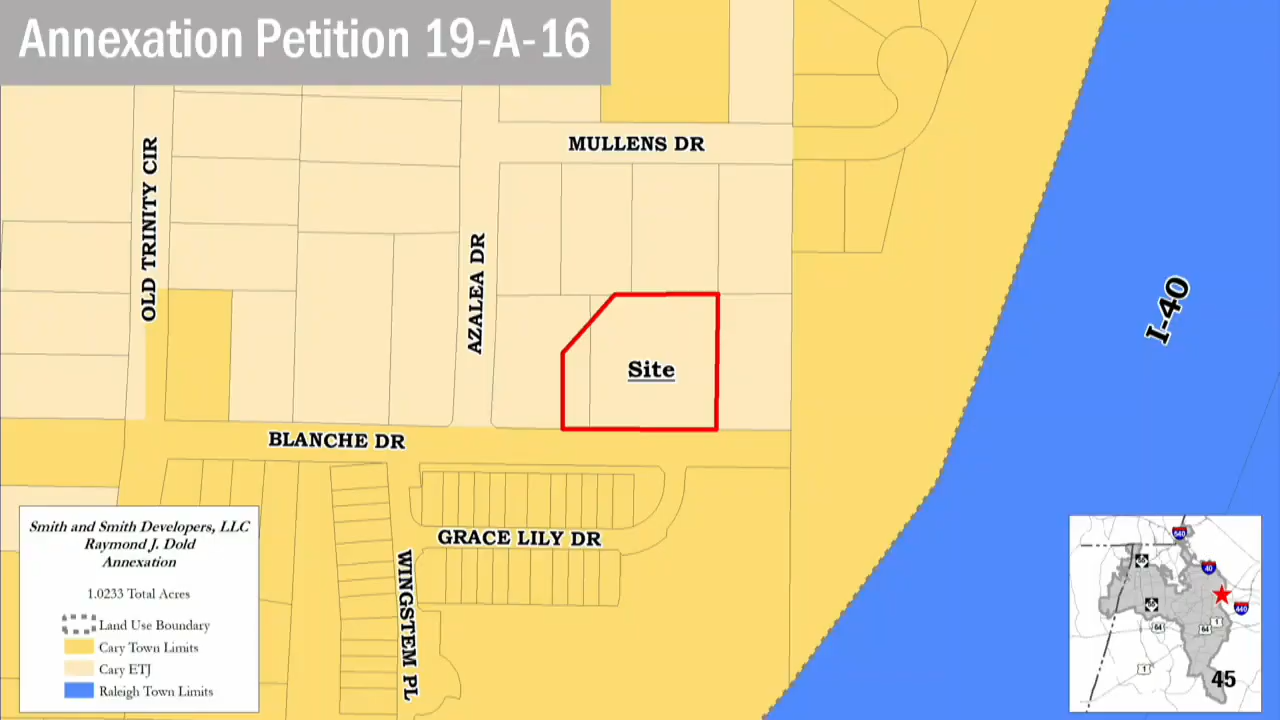 Annexation Petition 19-A-16
MULLENS DR
OLD TRINITY CIR
AZALEA DR
I-40
Site
BLANCHE DR
GRACE LILY DR
WINGSTEM PL
Smith and Smith Developers, LLC
Raymond J. Dold
Annexation
1.0233 Total Acres
Land Use Boundary
Cary Town Limits
Cary ETJ
Raleigh Town Limits
540
40
440
64
64
1
1
45